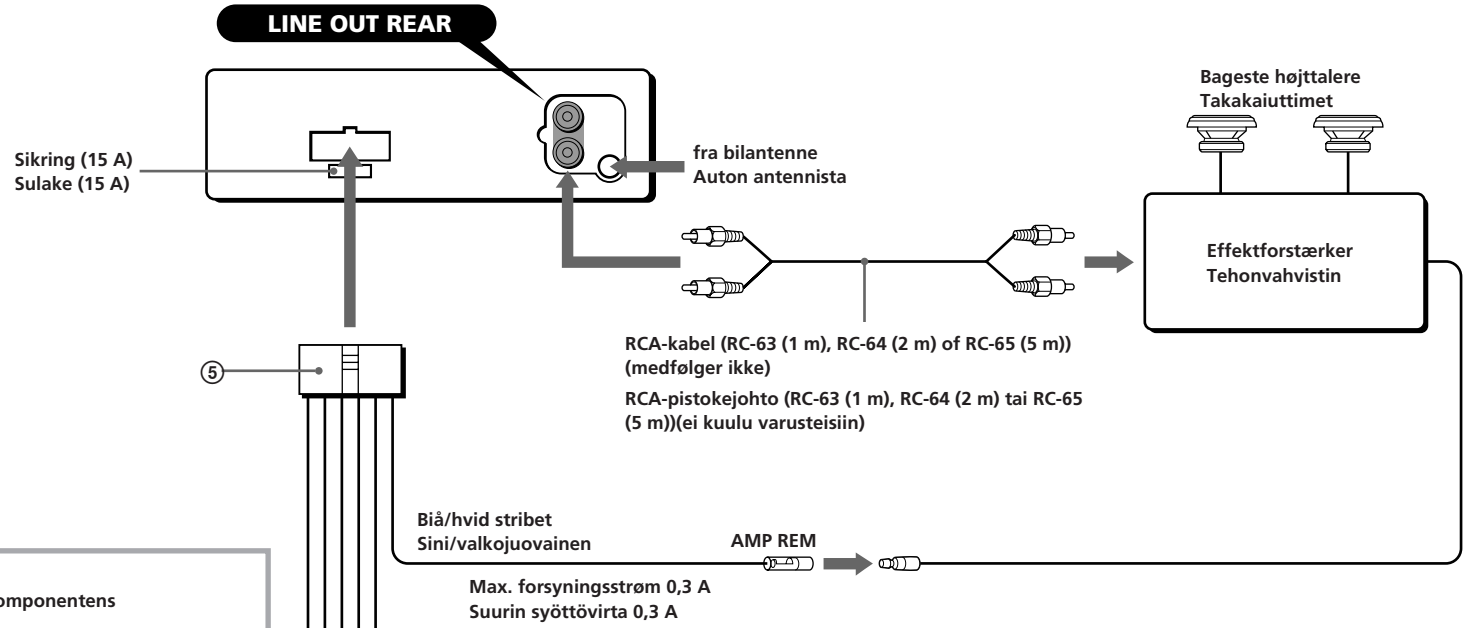 LINE OUT REAR
Sikring (15 A)
Sulake (15 A)
fra bilantenne
Auton antennista
Bageste højttalere
Takakaiuttimet
Effektforstærker
Tehonvahvistin
RCA-kabel (RC-63 (1 m), RC-64 (2 m) of RC-65 (5 m))
(medfølger ikke)
RCA-pistokejohto (RC-63 (1 m), RC-64 (2 m) tai RC-65
(5 m))(ei kuulu varusteisiin)
⑤
Biå/hvid stribet
Sini/valkojuovainen
AMP REM
Max. forsyningsstrøm 0,3 A
Suurin syöttövirta 0,3 A
omponentens